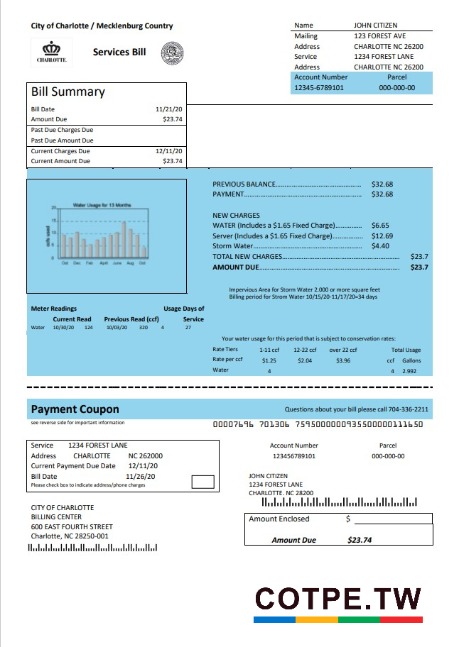 City of Charlotte / Mecklenburg Country
CHARLOTTE.
Services Bill
Name JOHN CITIZEN
Mailing 123 FOREST AVE
Address CHARLOTTE NC 26200
Service 1234 FOREST LANE
Address CHARLOTTE NC 26200
Account Number Parcel
12345-6789101 000-000-00
Bill Summary
Bill Date 11/21/20
Amount Due $23.74
Past Due Charges Due
Past Due Amount Due
Current Charges Due 12/11/20
Current Amount Due $23.74
Water Usage for 13 Months
Oct Dec Feb April June Aug Oct
PREVIOUS BALANCE $32.68
PAYMENT $32.68
NEW CHARGES
WATER (Includes a $1.65 Fixed Charge) $6.65
Server (Includes a $1.65 Fixed Charge) $12.69
Storm Water $4.40
TOTAL NEW CHARGES $23.7
AMOUNT DUE $23.7
Impervious Area for Storm Water 2.000 or more square feet
Billing period for Strom Water 10/15/20-11/17/20=34 days
Meter Readings Usage Days of
Current Read Previous Read (ccf) Service
Water 10/30/20 124 10/03/20 120 4 27
Your water usage for this period that is subject to conservation rates:
Rate Tiers 1-11 ccf 12-22 ccf over 22 ccf Total Usage
Rate per ccf $1.25 $2.04 $3.96 ccf Gallons
Water 4 4 2.992
Payment Coupon
Questions about your bill please call 704-336-2211
see reverse side for important information
00007696 701306 75950000009355000000111650
Service 1234 FOREST LANE
Address CHARLOTTE NC 262000
Current Payment Due Date 12/11/20
Bill Date 11/26/20
Please check box to indicate address/phone charges
Account Number Parcel
123456789101 000-000-00
JOHN CITIZEN
1234 FOREST LANE
CHARLOTTE. NC 28200
CITY OF CHARLOTTE
BILLING CENTER
600 EAST FOURTH STREET
Charlotte, NC 28250-001
Amount Enclosed $
Amount Due $23.74
COTPE.TW